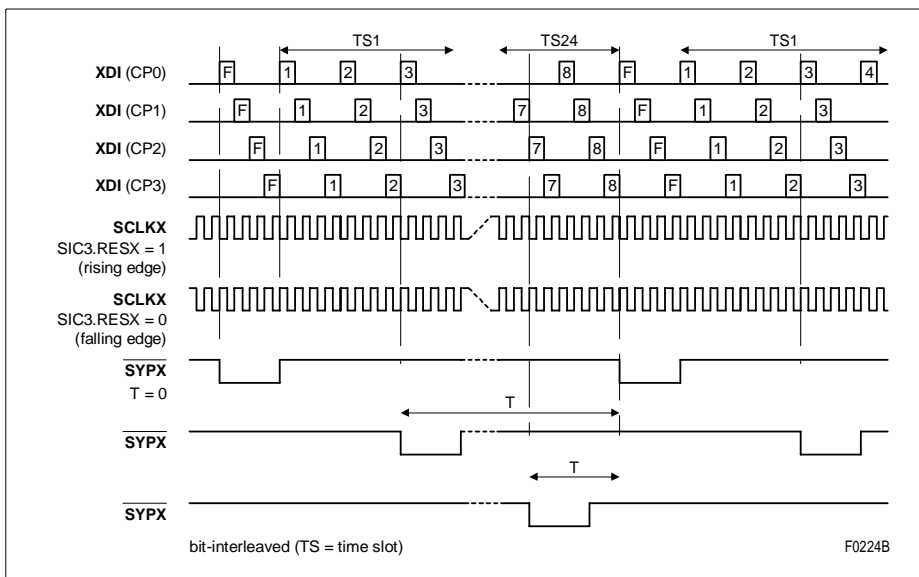 TS1 TS24 TS1
XDI (CP0) F 1 2 3 8 F 1 2 3 4
XDI (CP1) F 1 2 3 7 8 F 1 2 3
XDI (CP2) F 1 2 3 7 8 F 1 2 3
XDI (CP3) F 1 2 3 7 8 F 1 2 3
SCLKX
SIC3.RESX = 1
(rising edge)
SCLKX
SIC3.RESX = 0
(falling edge)
SYPX
T = 0
T
SYPX
T
SYPX
bit-interleaved (TS = time slot)
F0224B